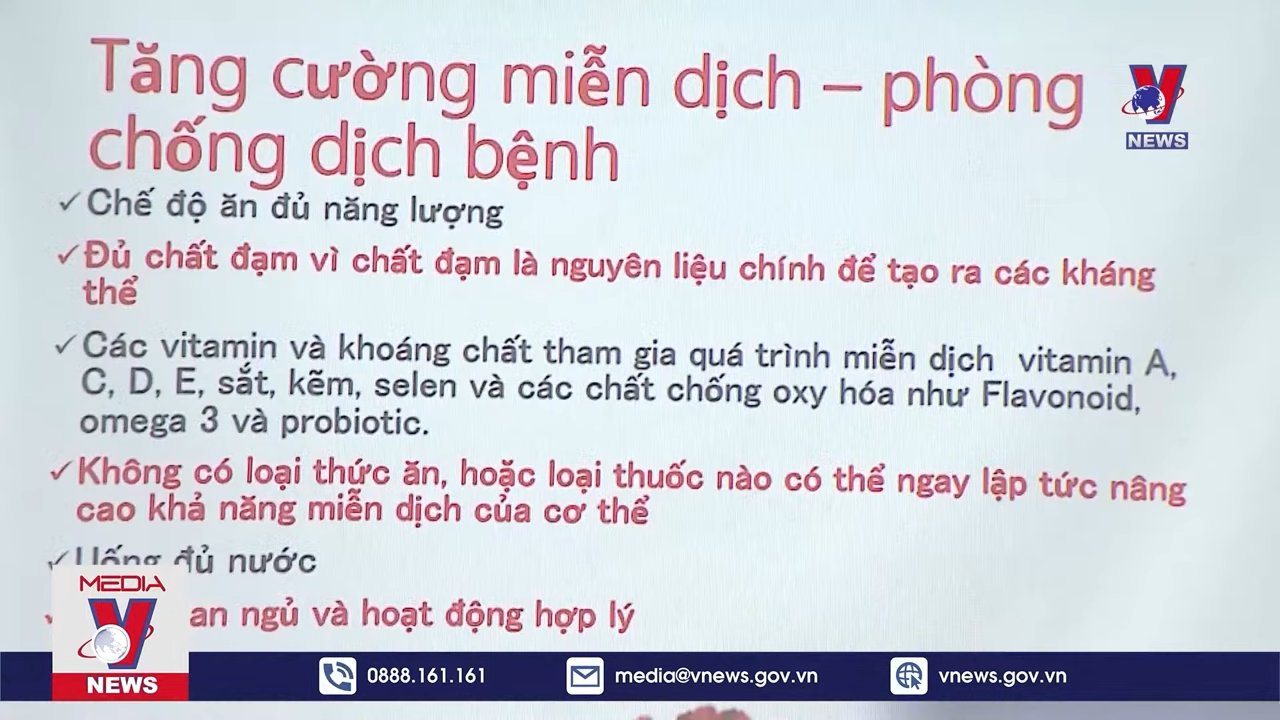 Tăng cường miễn dịch – phòng
chống dịch bệnh
NEWS
✓Chế độ ăn đủ năng lượng
✓Đủ chất đạm vì chất đạm là nguyên liệu chính để tạo ra các kháng
thể
✓Các vitamin và khoáng chất tham gia quá trình miễn dịch vitamin A,
C, D, E, sắt, kẽm, selen và các chất chống oxy hóa như Flavonoid,
omega 3 và probiotic.
✓Không có loại thức ăn, hoặc loại thuốc nào có thể ngay lập tức nâng
cao khả năng miễn dịch của cơ thể
✓Uống đủ nước
an ngủ và hoạt động hợp lý
MEDIA
NEWS
0888.161.161
media@vnews.gov.vn
vnews.gov.vn